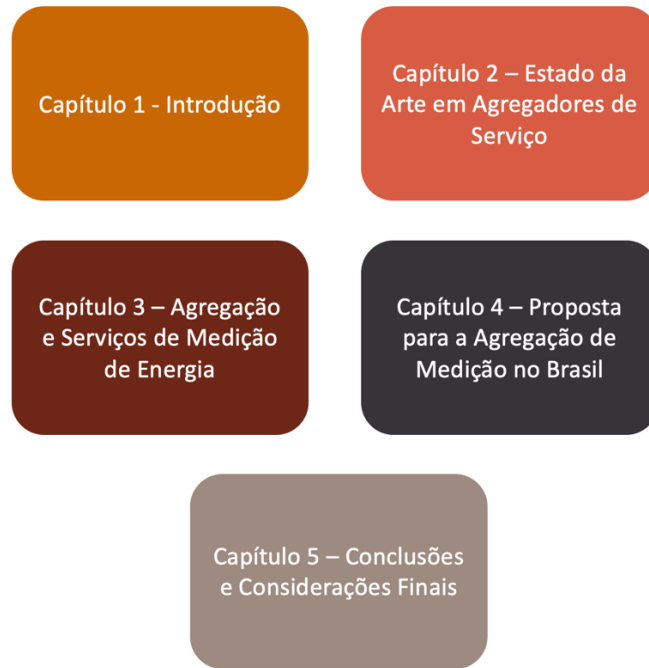 Capítulo 1 - Introdução
Capítulo 2 – Estado da
Arte em Agregadores de
Serviço
Capítulo 3 – Agregação
e Serviços de Medição
de Energia
Capítulo 4 – Proposta
para a Agregação de
Medição no Brasil
Capítulo 5 – Conclusões
e Considerações Finais